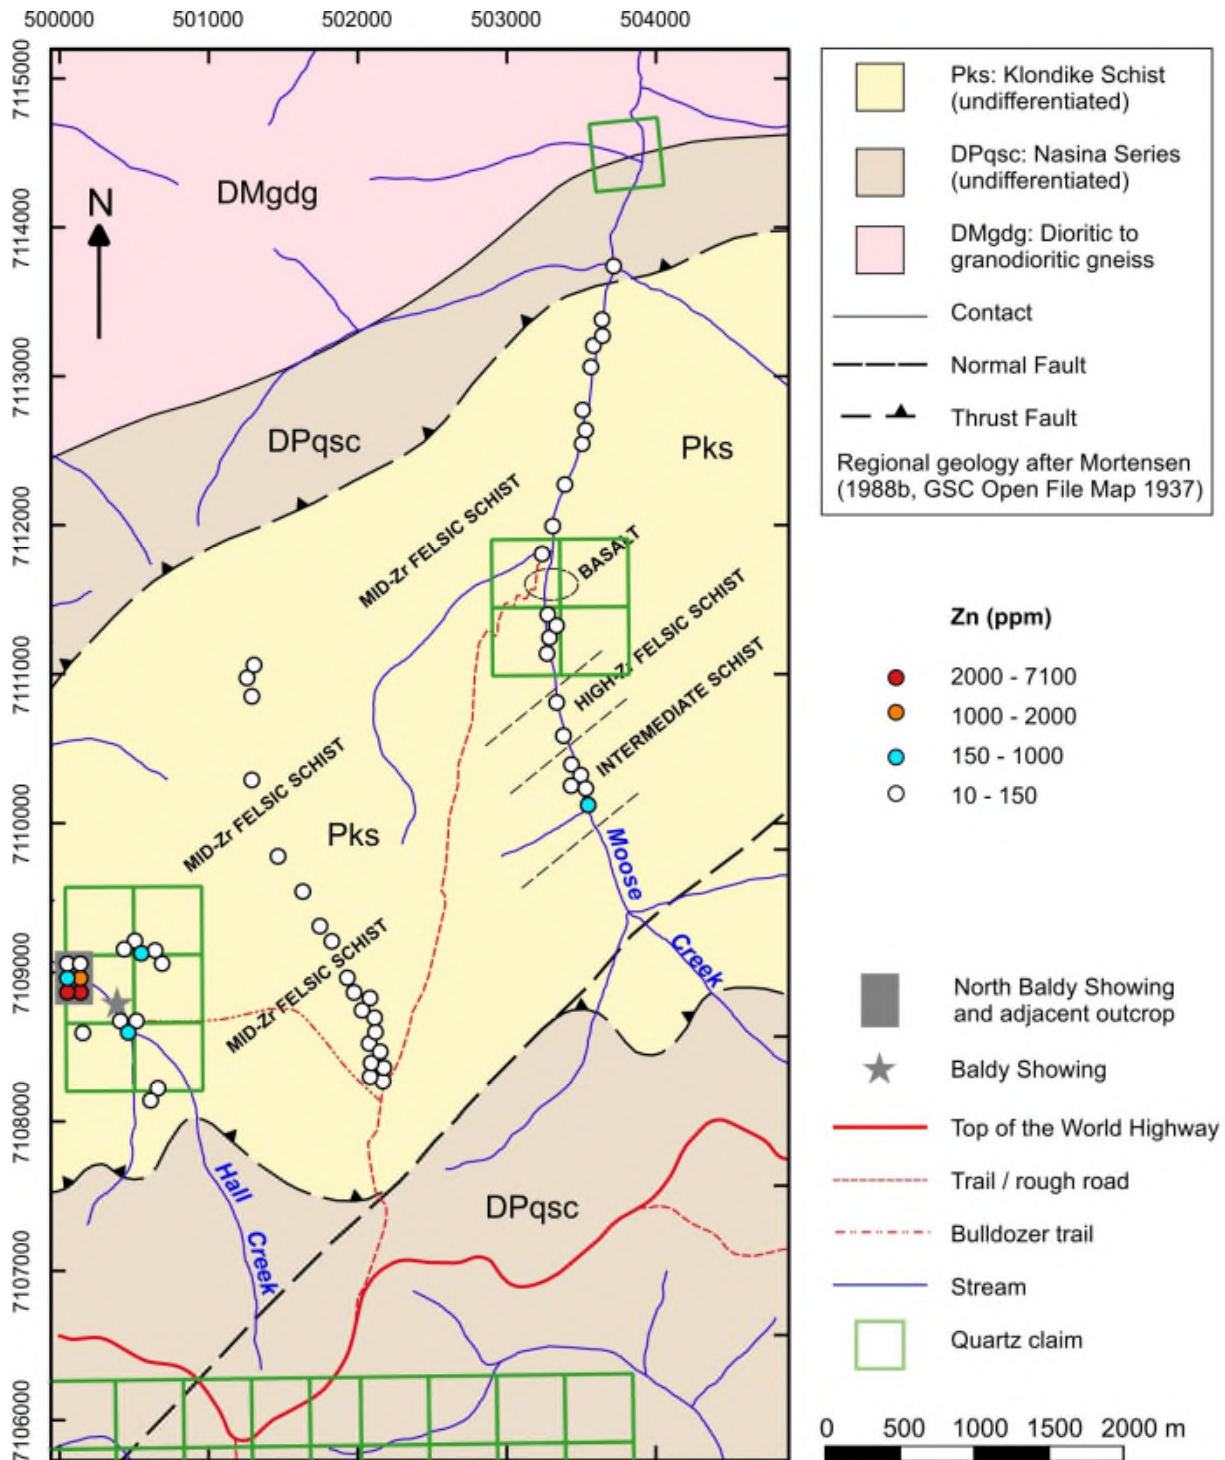 500000 501000 502000 503000 504000
7115000
7114000
7113000
7112000
7111000
7110000
7109000
7108000
7107000
7106000
N
DMgdg
DPqsc
Pks
MID-Zr FELSIC SCHIST
BASALT
HIGH-Zr FELSIC SCHIST
INTERMEDIATE SCHIST
MID-Zr FELSIC SCHIST
Pks
MID-Zr FELSIC SCHIST
Moose
Creek
Hall
Creek
DPqsc
Pks: Klondike Schist
(undifferentiated)
DPqsc: Nasina Series
(undifferentiated)
DMgdg: Dioritic to
granodioritic gneiss
Contact
Normal Fault
Thrust Fault
Regional geology after Mortensen
(1988b, GSC Open File Map 1937)
Zn (ppm)
2000 - 7100
1000 - 2000
150 - 1000
10 - 150
North Baldy Showing
and adjacent outcrop
Baldy Showing
Top of the World Highway
Trail / rough road
Bulldozer trail
Stream
Quartz claim
0 500 1000 2000 m